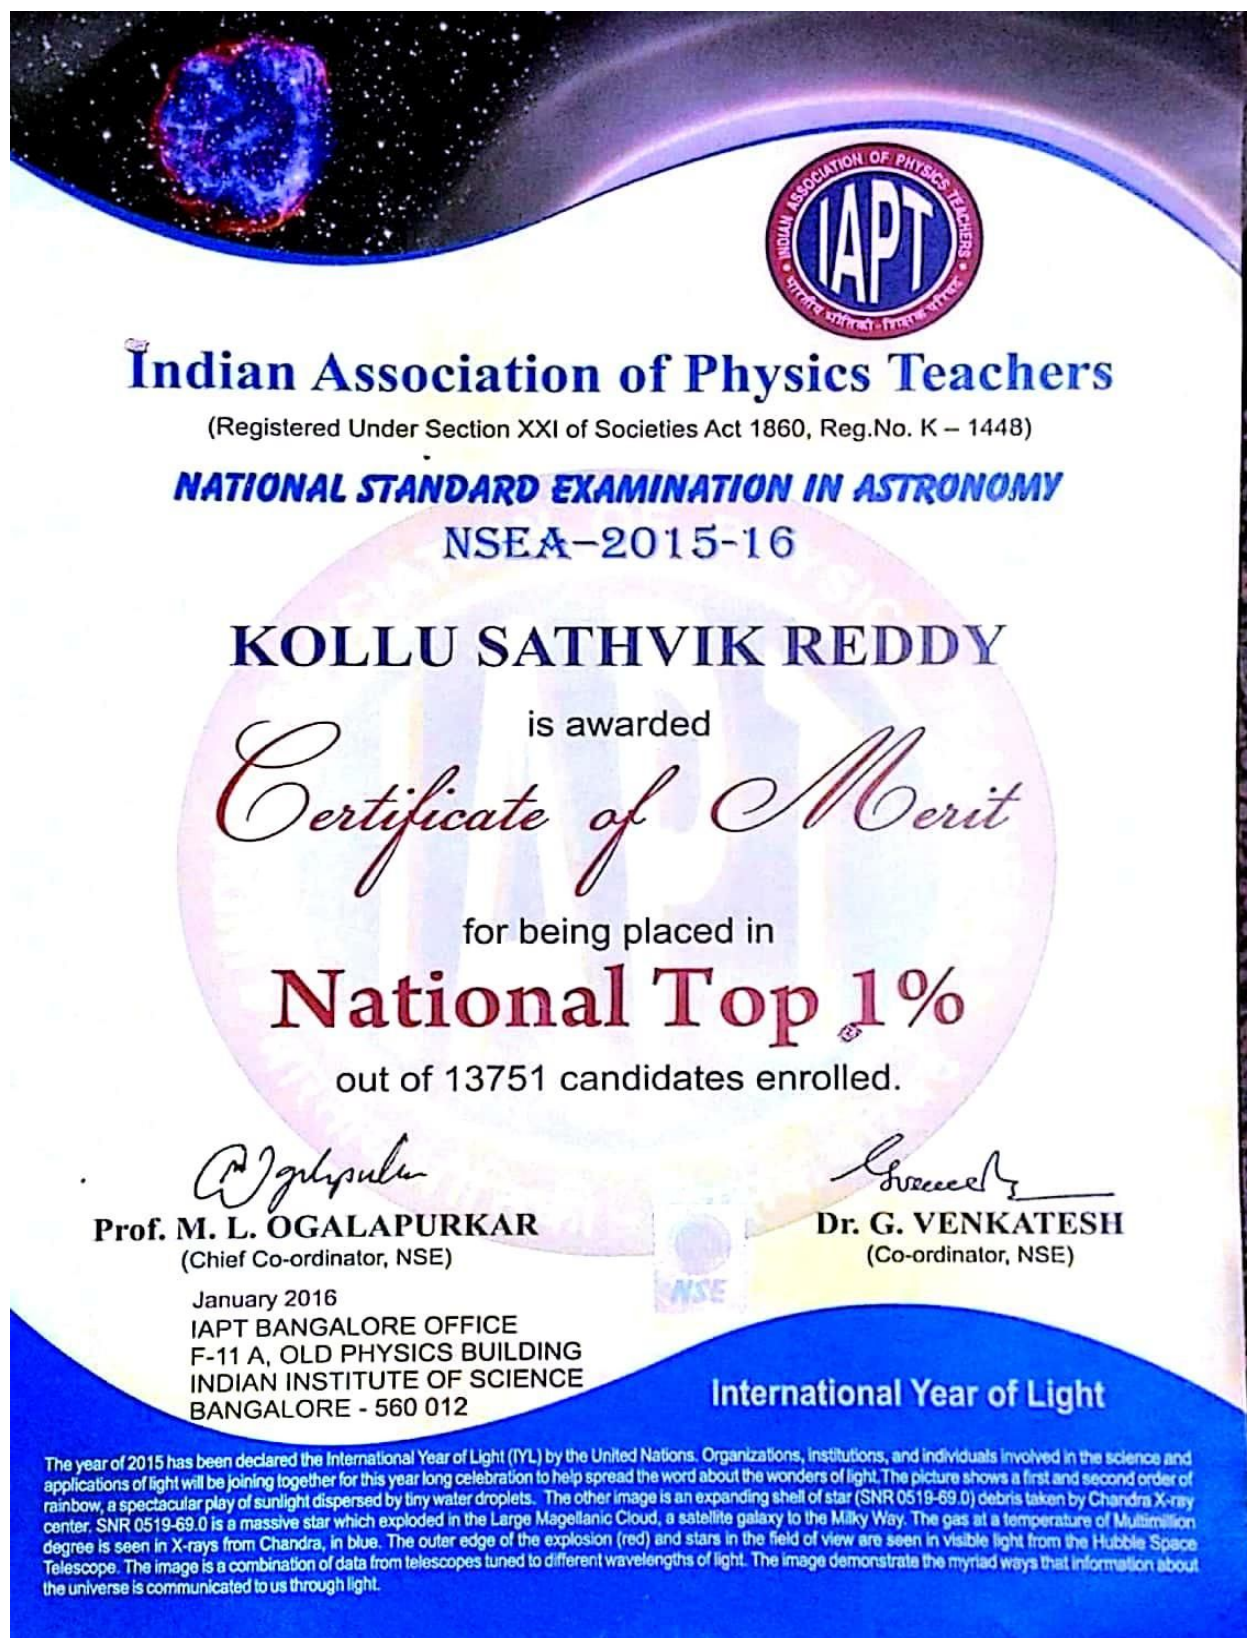 INDIAN ASSOCIATION OF PHYSICS TEACHERS
भारतीय भौतिकी शिक्षक परिषद
IAPT
Indian Association of Physics Teachers
(Registered Under Section XXI of Societies Act 1860, Reg.No. K – 1448)
NATIONAL STANDARD EXAMINATION IN ASTRONOMY
NSEA-2015-16
KOLLU SATHVIK REDDY
is awarded
Certificate of Merit
for being placed in
National Top 1%
out of 13751 candidates enrolled.
Prof. M. L. OGALAPURKAR
(Chief Co-ordinator, NSE)
Dr. G. VENKATESH
(Co-ordinator, NSE)
NSE
January 2016
IAPT BANGALORE OFFICE
F-11 A, OLD PHYSICS BUILDING
INDIAN INSTITUTE OF SCIENCE
BANGALORE - 560 012
International Year of Light
The year of 2015 has been declared the International Year of Light (IYL) by the United Nations. Organizations, institutions, and individuals involved in the science and
applications of light will be joining together for this year long celebration to help spread the word about the wonders of light. The picture shows a first and second order of
rainbow, a spectacular play of sunlight dispersed by tiny water droplets. The other image is an expanding shell of star (SNR 0519-69.0) debris taken by Chandra X-ray
center. SNR 0519-69.0 is a massive star which exploded in the Large Magellanic Cloud, a satellite galaxy to the Milky Way. The gas at a temperature of Multimillion
degree is seen in X-rays from Chandra, in blue. The outer edge of the explosion (red) and stars in the field of view are seen in visible light from the Hubble Space
Telescope. The image is a combination of data from telescopes tuned to different wavelengths of light. The image demonstrate the myriad ways that information about
the universe is communicated to us through light.